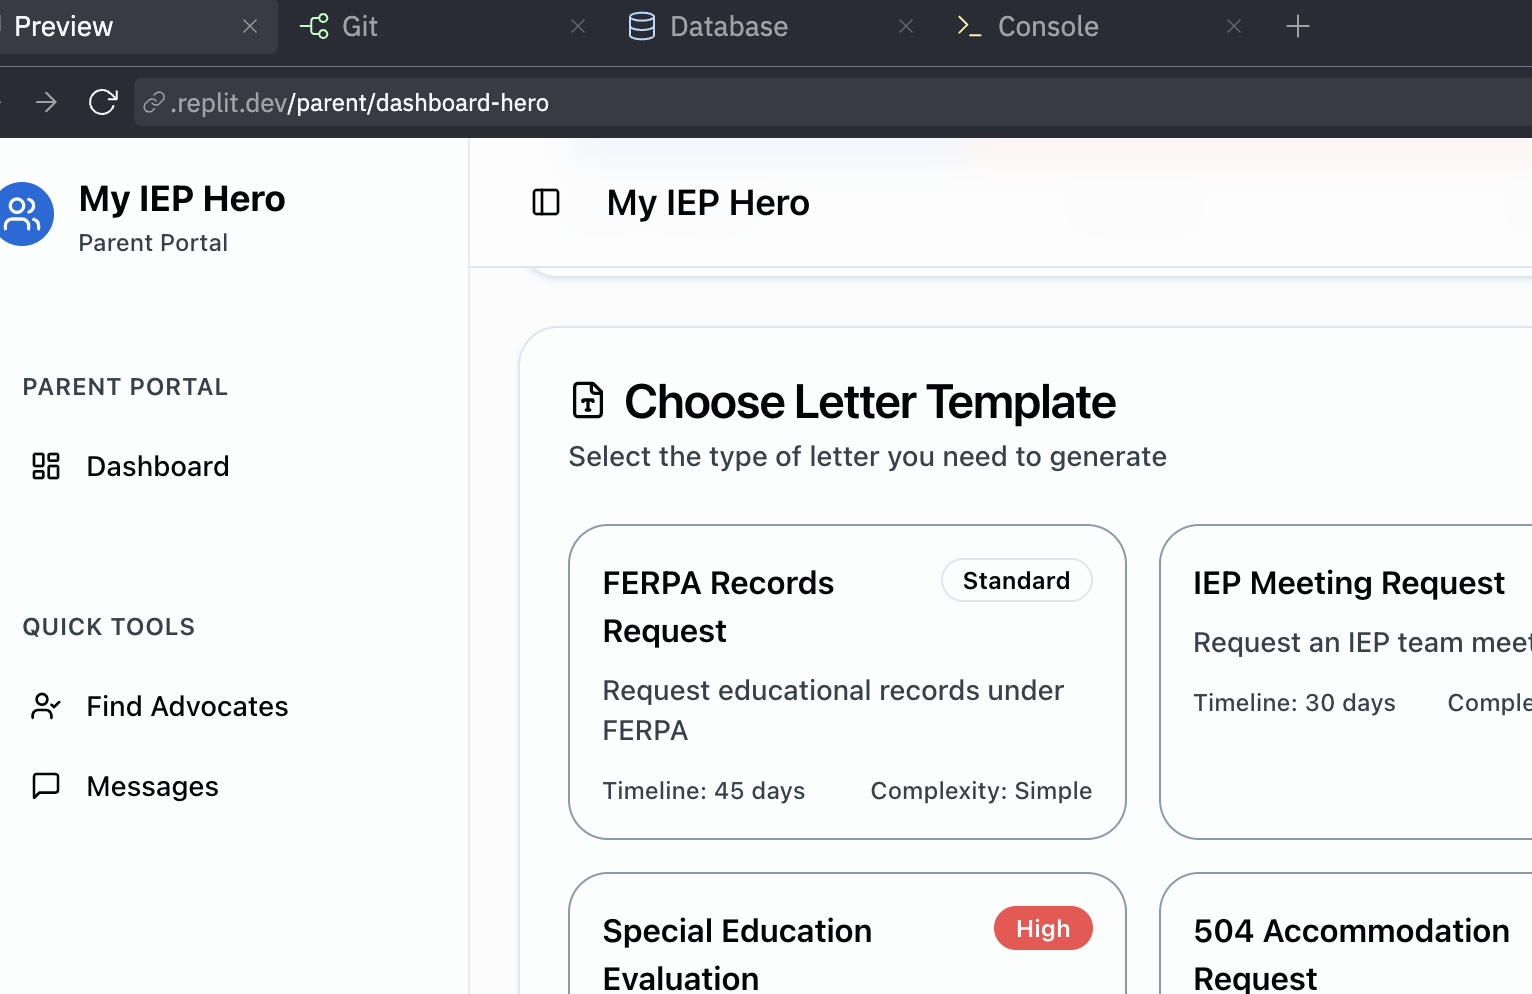 Preview
Git
Database
Console
.replit.dev/parent/dashboard-hero
My IEP Hero
Parent Portal
My IEP Hero
PARENT PORTAL
Dashboard
QUICK TOOLS
Find Advocates
Messages
Choose Letter Template
Select the type of letter you need to generate
FERPA Records
Request
Standard
Request educational records under
FERPA
Timeline: 45 days
Complexity: Simple
IEP Meeting Request
Request an IEP team meet
Timeline: 30 days
Comple
Special Education
Evaluation
High
504 Accommodation
Request